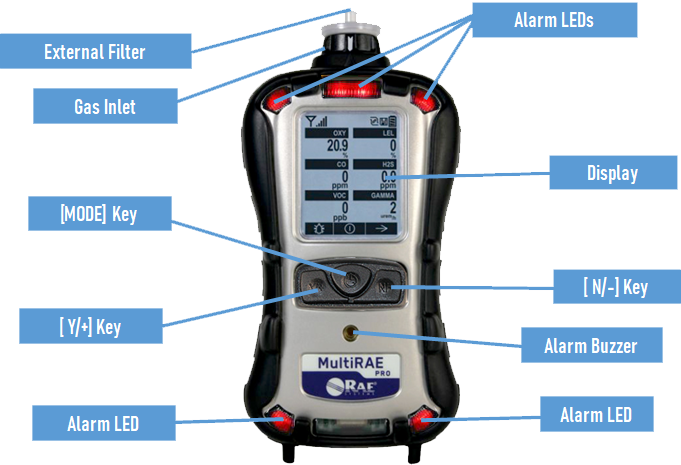 Alarm LEDs
External Filter
Gas Inlet
OXY LEL
20.9 0
% %
CO H2S
0 0.0
ppm ppm
VOC GAMMA
0 2
ppb
Display
[MODE] Key
[ N/-] Key
[ Y/+] Key
Alarm Buzzer
MultiRAE
PRO
RAE
SYSTEMS
Alarm LED
Alarm LED